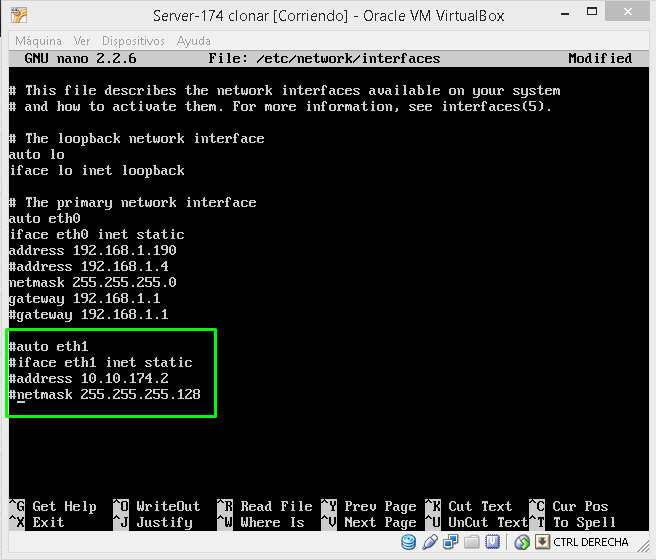 Server-174 clonar [Corriendo] - Oracle VM VirtualBox
Máquina Ver Dispositivos Ayuda
GNU nano 2.2.6 File: /etc/network/interfaces Modified
# This file describes the network interfaces available on your system
# and how to activate them. For more information, see interfaces(5).
# The loopback network interface
auto lo
iface lo inet loopback
# The primary network interface
auto eth0
iface eth0 inet static
address 192.168.1.190
#address 192.168.1.4
netmask 255.255.255.0
gateway 192.168.1.1
#gateway 192.168.1.1
#auto eth1
#iface eth1 inet static
#address 10.10.174.2
#netmask 255.255.255.128
^G Get Help ^O WriteOut ^R Read File ^Y Prev Page ^K Cut Text ^C Cur Pos
^X Exit ^J Justify ^W Where Is ^V Next Page ^U UnCut Text ^T To Spell
CTRL DERECHA